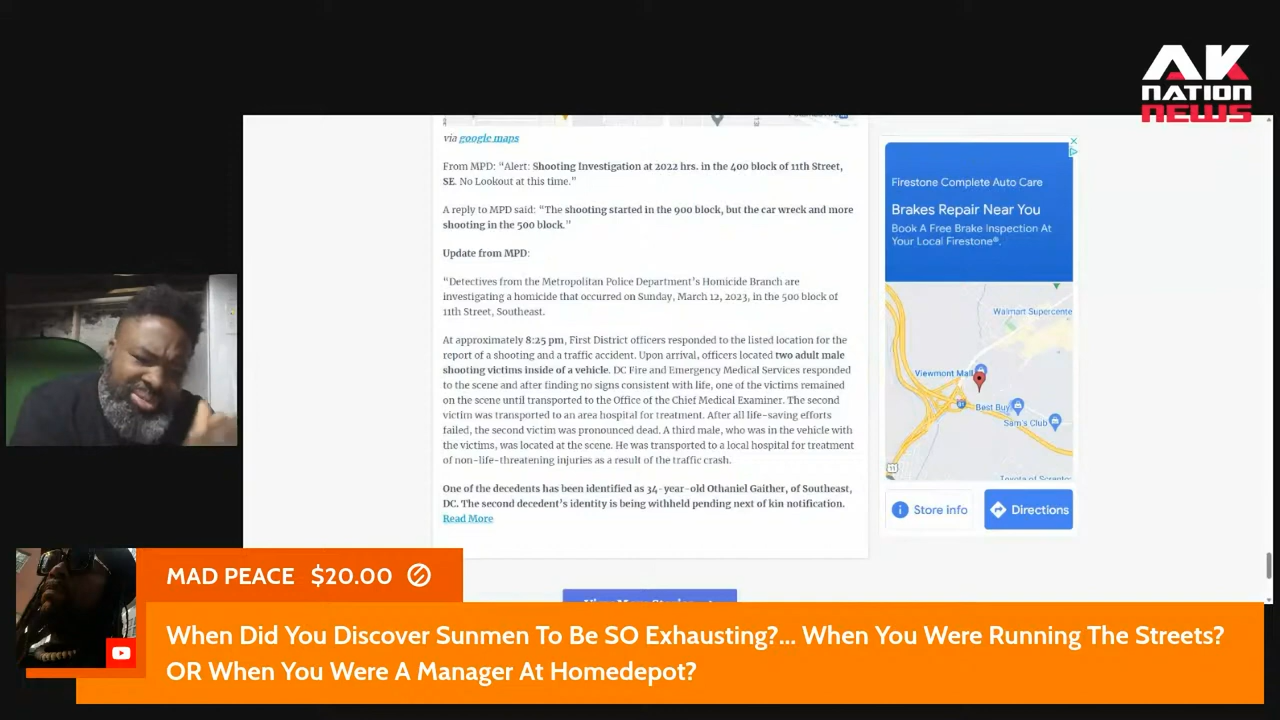 AK
NATION
NEWS
via google maps
From MPD: “Alert: Shooting Investigation at 2022 hrs. in the 400 block of 11th Street,
SE. No Lookout at this time.”
A reply to MPD said: “The shooting started in the 900 block, but the car wreck and more
shooting in the 500 block.”
Update from MPD:
“Detectives from the Metropolitan Police Department’s Homicide Branch are
investigating a homicide that occurred on Sunday, March 12, 2023, in the 500 block of
11th Street, Southeast.
At approximately 8:25 pm, First District officers responded to the listed location for the
report of a shooting and a traffic accident. Upon arrival, officers located two adult male
shooting victims inside of a vehicle. DC Fire and Emergency Medical Services responded
to the scene and after finding no signs consistent with life, one of the victims remained
on the scene until transported to the Office of the Chief Medical Examiner. The second
victim was transported to an area hospital for treatment. After all life-saving efforts
failed, the second victim was pronounced dead. A third male, who was in the vehicle with
the victims, was located at the scene. He was transported to a local hospital for treatment
of non-life-threatening injuries as a result of the traffic crash.
One of the decedents has been identified as 34-year-old Othaniel Gaither, of Southeast,
DC. The second decedent’s identity is being withheld pending next of kin notification.
Read More
Firestone Complete Auto Care
Brakes Repair Near You
Book A Free Brake Inspection At
Your Local Firestone®.
Walmart Supercente
Viewmont Mall
81
Best Buy
Sam's Club
11
Toyota of Scranton
Store info
Directions
MAD PEACE $20.00
When Did You Discover Sunmen To Be SO Exhausting?... When You Were Running The Streets?
OR When You Were A Manager At Homedepot?